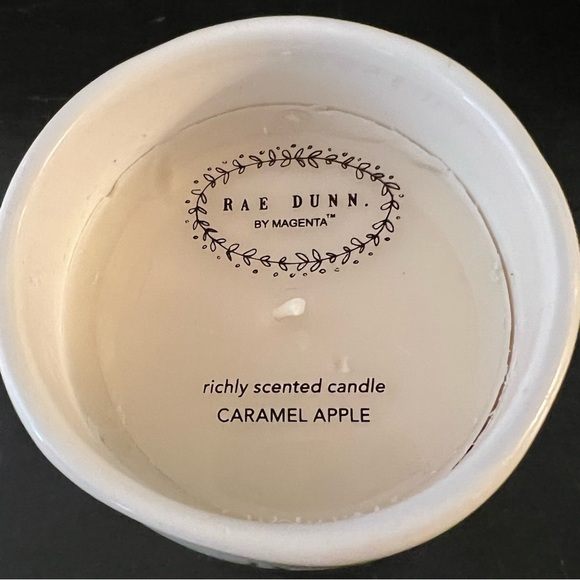 RAE DUNN.
BY MAGENTA™
richly scented candle
CARAMEL APPLE